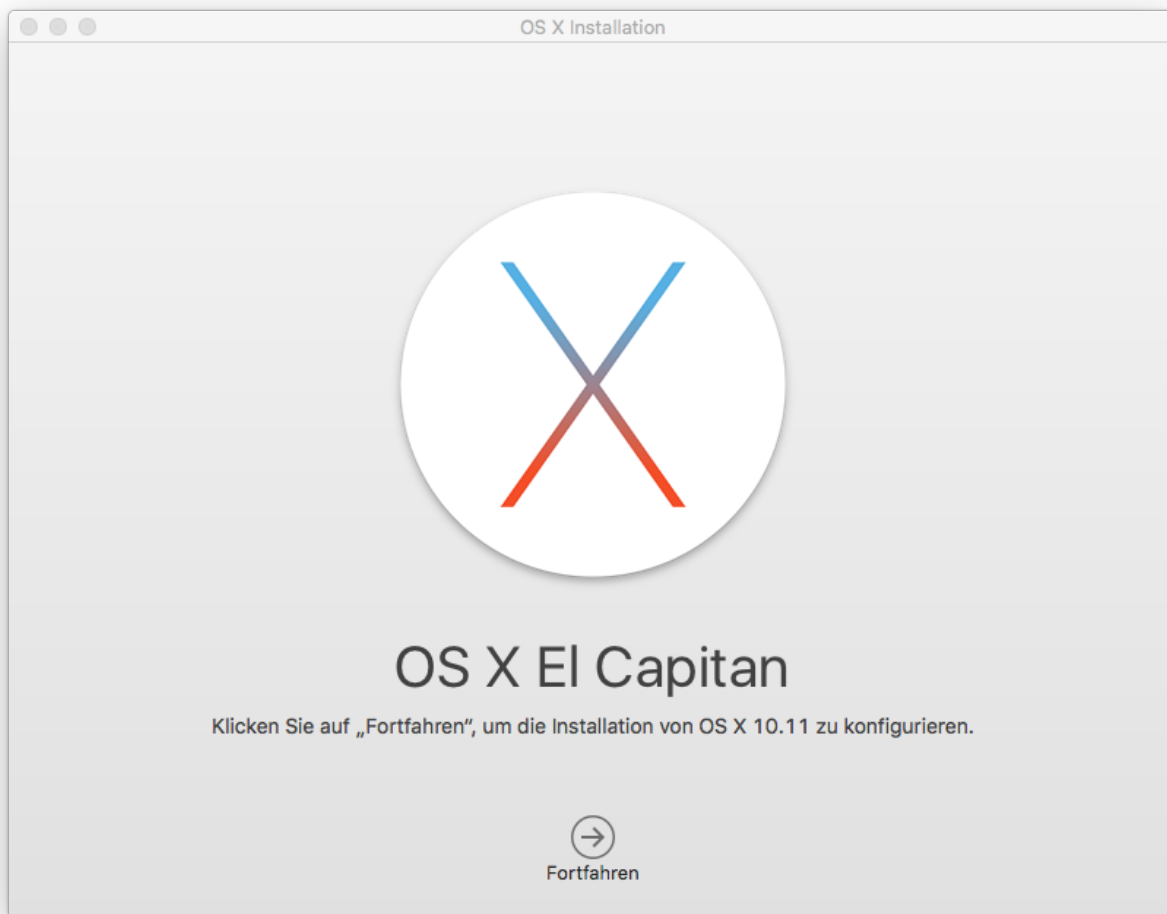 OS X Installation
OS X El Capitan
Klicken Sie auf „Fortfahren“, um die Installation von OS X 10.11 zu konfigurieren.
Fortfahren